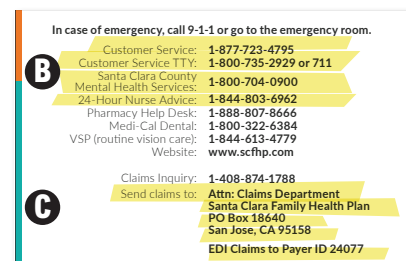 In case of emergency, call 9-1-1 or go to the emergency room.
B
Customer Service: 1-877-723-4795
Customer Service TTY: 1-800-735-2929 or 711
Santa Clara County
Mental Health Services: 1-800-704-0900
24-Hour Nurse Advice: 1-844-803-6962
Pharmacy Help Desk: 1-888-807-8666
Medi-Cal Dental: 1-800-322-6384
VSP (routine vision care): 1-844-613-4779
Website: www.scfhp.com
C
Claims Inquiry: 1-408-874-1788
Send claims to: Attn: Claims Department
Santa Clara Family Health Plan
PO Box 18640
San Jose, CA 95158
EDI Claims to Payer ID 24077